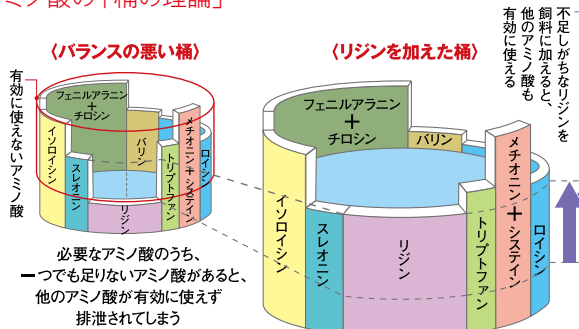 ミノ酸の「桶の理論」
〈バランスの悪い桶〉
有効に使えないアミノ酸
フェニルアラニン
+
チロシン
イソロイシン
スレオニン
リジン
バリン
トリプトファン
メチオニン+システイン
ロイシン
必要なアミノ酸のうち、
一つでも足りないアミノ酸があると、
他のアミノ酸が有効に使えず
排泄されてしまう
〈リジンを加えた桶〉
フェニルアラニン
+
チロシン
イソロイシン
スレオニン
リジン
バリン
トリプトファン
メチオニン+システイン
ロイシン
不足しがちなリジンを
飼料に加えると、
他のアミノ酸も
有効に使える